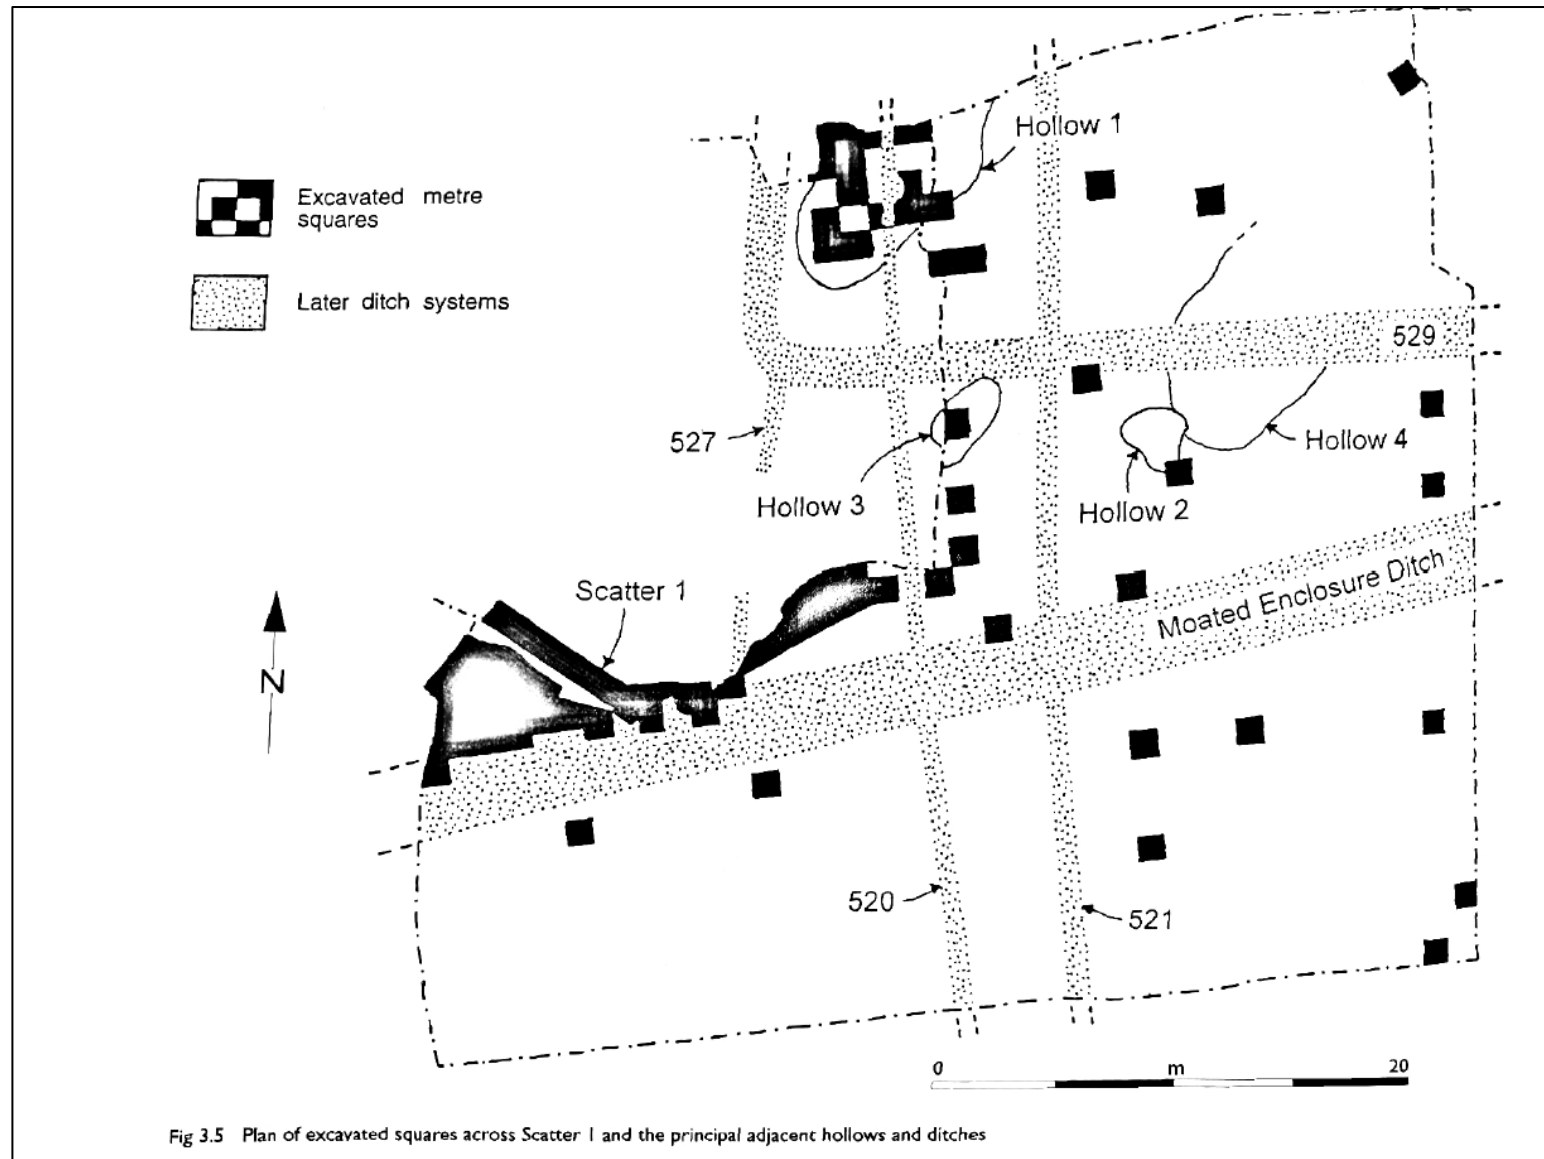 Hollow 1
Excavated metre
squares
Later ditch systems
529
527
Hollow 3
Hollow 4
Hollow 2
Scatter 1
Moated Enclosure Ditch
N
520
521
0 m 20
Fig 3.5 Plan of excavated squares across Scatter 1 and the principal adjacent hollows and ditches